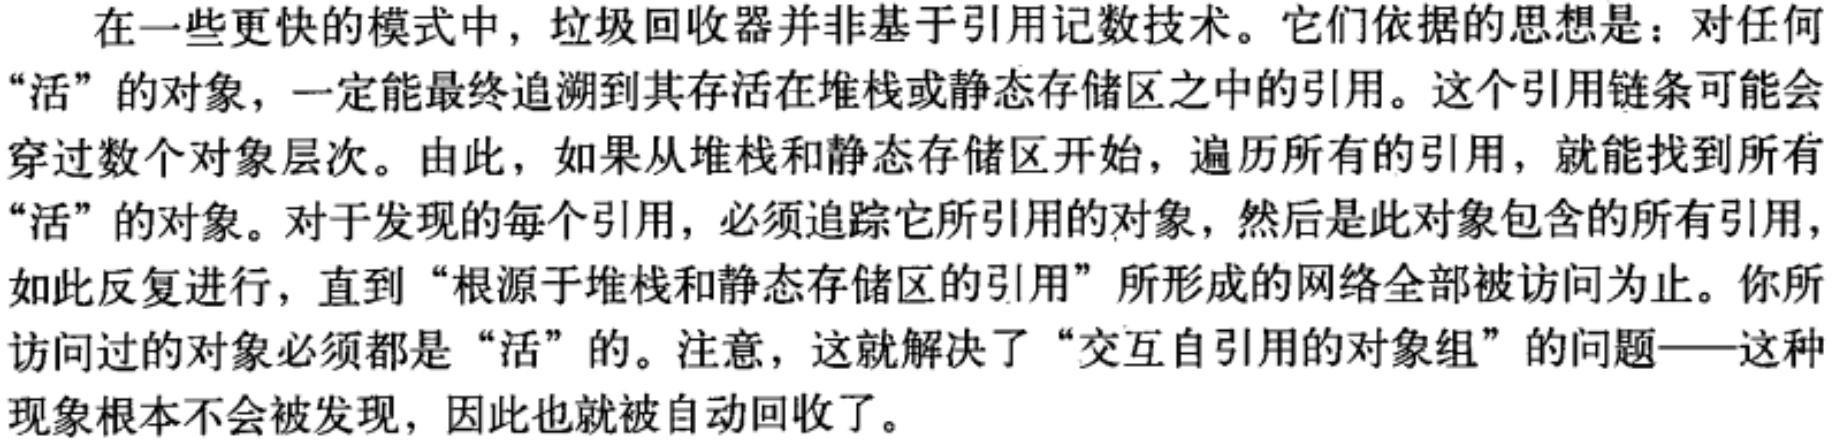 在一些更快的模式中，垃圾回收器并非基于引用记数技术。它们依据的思想是：对任何
“活”的对象，一定能最终追溯到其存活在堆栈或静态存储区之中的引用。这个引用链条可能会
穿过数个对象层次。由此，如果从堆栈和静态存储区开始，遍历所有的引用，就能找到所有
“活”的对象。对于发现的每个引用，必须追踪它所引用的对象，然后是此对象包含的所有引用，
如此反复进行，直到“根源于堆栈和静态存储区的引用”所形成的网络全部被访问为止。你所
访问过的对象必须都是“活”的。注意，这就解决了“交互自引用的对象组”的问题——这种
现象根本不会被发现，因此也就被自动回收了。